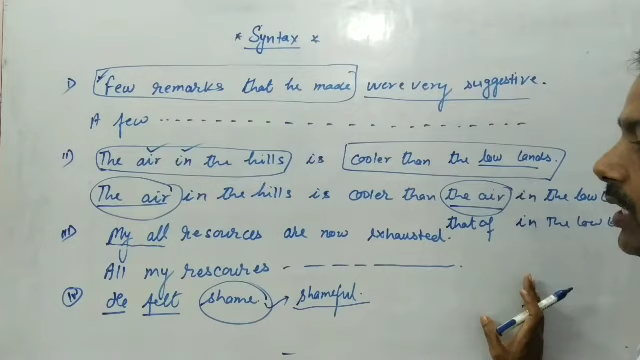 * Syntax *
I) Few remarks that he made were very suggestive.
A few ... - - - - - - - - - - - - - - -
II) The air in the hills is cooler than the low lands.
The air in the hills is cooler than the air in the low
that of in the low
III) My all resources are now exhausted.
All my rescoures - - - - - - - - .
IV) He felt shame. → shameful.